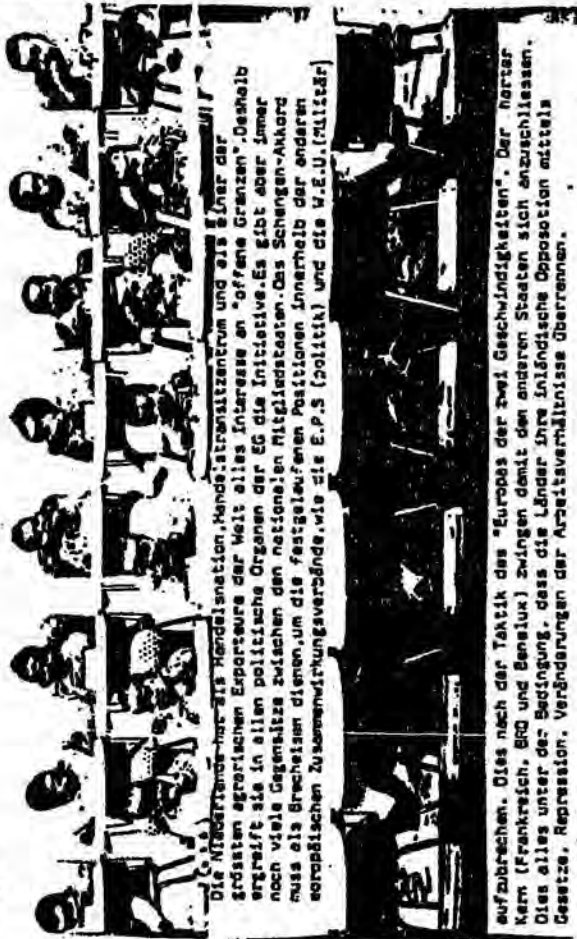 Die Niederlande hat als Handelsnation, Handelstransitzentrum und als einer der
grössten agrarischen Exporteure der Welt alles Interesse an "offene Grenzen". Deshalb
ergreift sie in allen politische Organen der EG die Initiative. Es gibt aber immer
noch viele Gegensätze zwischen den nationalen Mitgliedstaaten. Das Schengen-Akkord
muss als Brecheisen dienen, um die festgelaufenen Positionen innerhalb der anderen
europäischen Zusammenwirkungsverbände, wie die E.P.S (politik) und die W.E.U. (Militär)
aufzubrechen. Dies nach der Taktik des "Europas der zwei Geschwindigkeiten". Der harter
Kern (Frankreich, BRD und Benelux) zwingen damit den anderen Staaten sich anzuschliessen.
Dies alles unter der Bedingung, dass die Länder ihre inländische Opposotion mittels
Gesetze, Repression, Veränderungen der Arbeitsverhältnisse überrennen.